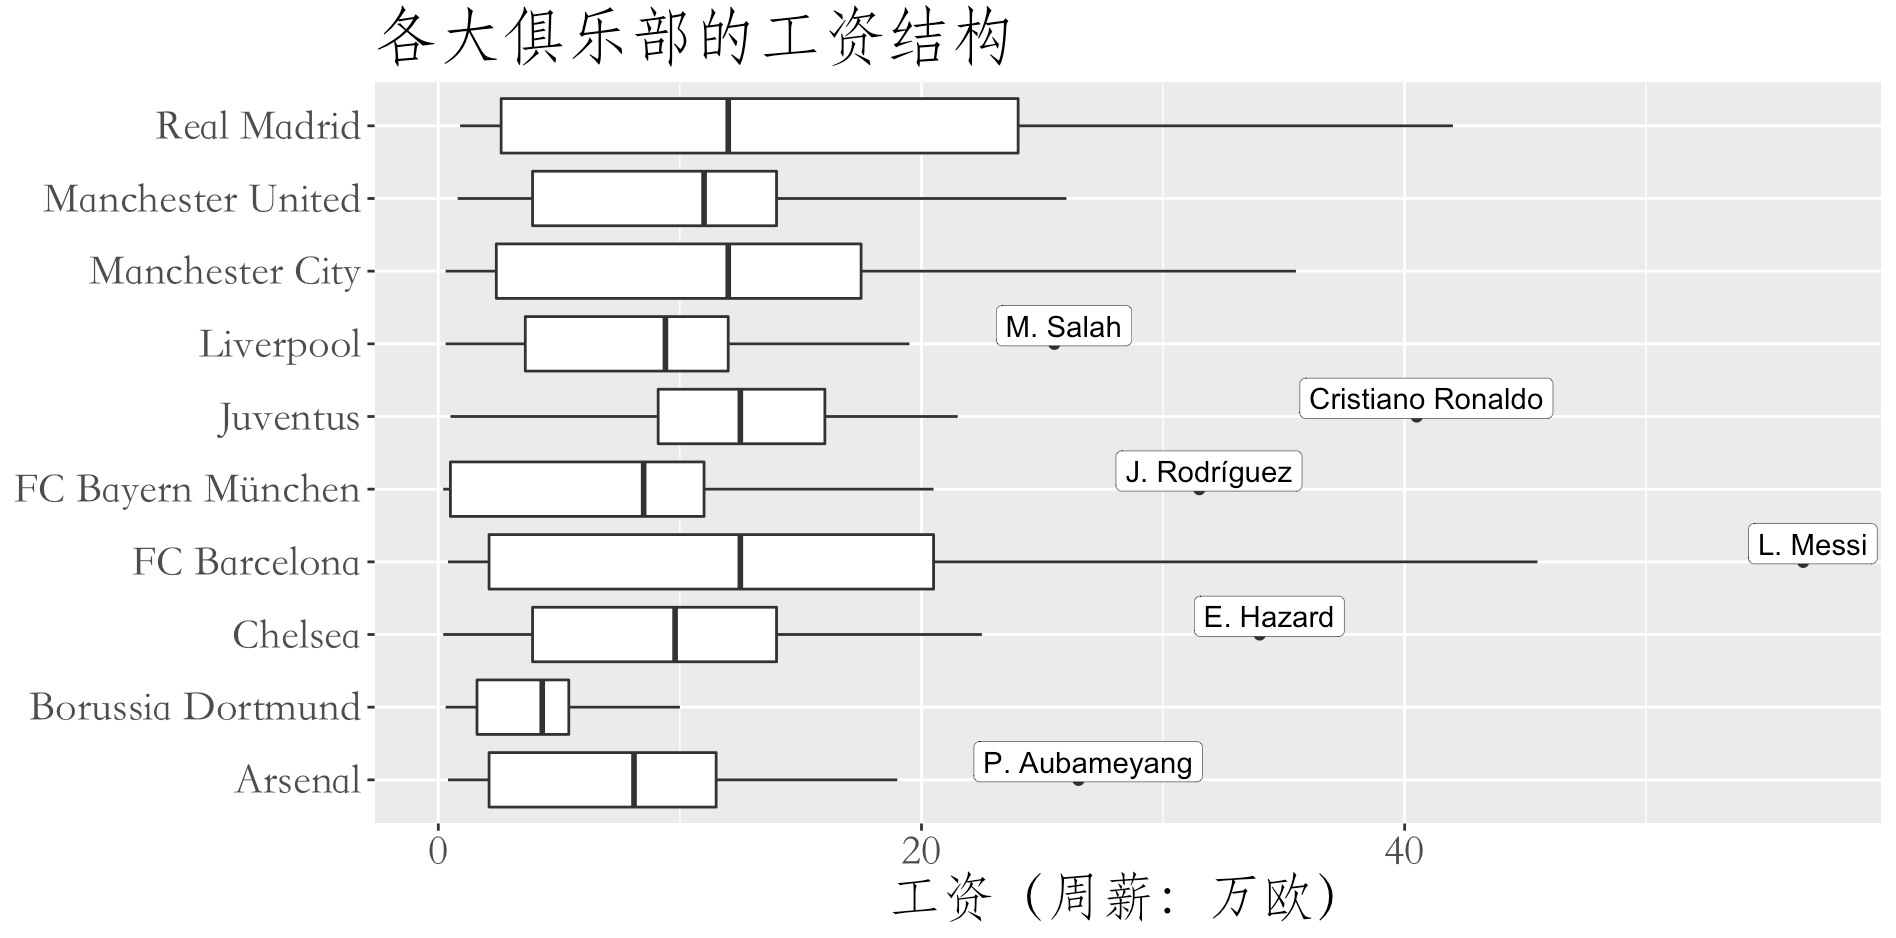 各大俱乐部的工资结构
Real Madrid
Manchester United
Manchester City
Liverpool
M. Salah
Juventus
Cristiano Ronaldo
FC Bayern München
J. Rodríguez
FC Barcelona
L. Messi
Chelsea
E. Hazard
Borussia Dortmund
Arsenal
P. Aubameyang
0 20 40
工资（周薪：万欧）